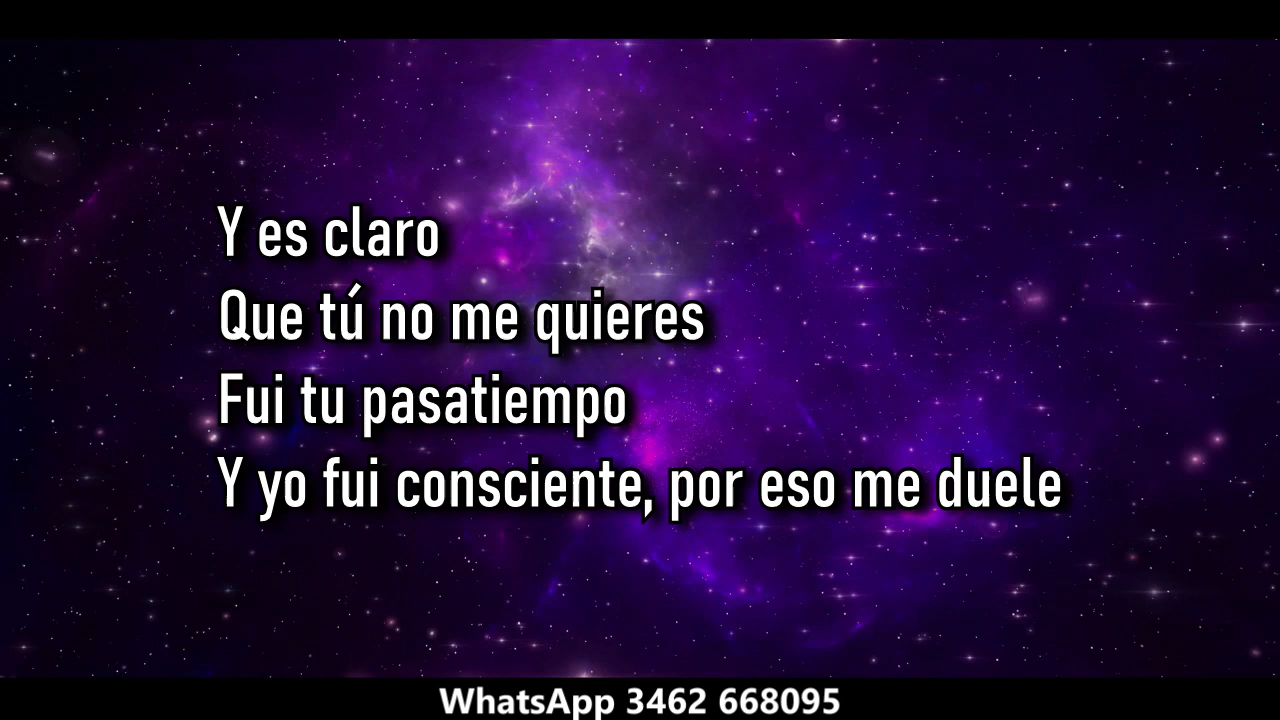 Y es claro
Que tú no me quieres
Fui tu pasatiempo
Y yo fui consciente, por eso me duele
WhatsApp 3462 668095